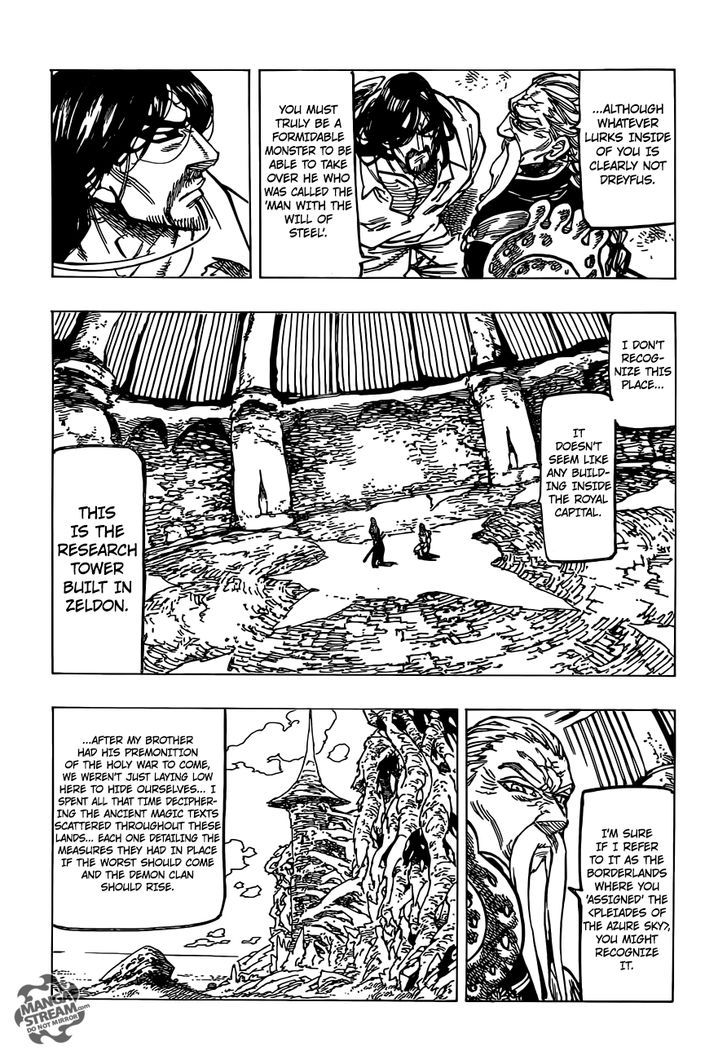 ...ALTHOUGH
WHATEVER
LURKS INSIDE
OF YOU IS
CLEARLY NOT
DREYFUS.
YOU MUST
TRULY BE A
FORMIDABLE
MONSTER TO BE
ABLE TO TAKE
OVER HE WHO
WAS CALLED THE
'MAN WITH THE
WILL OF
STEEL'.
I DON'T
RECOG-
NIZE THIS
PLACE...
IT
DOESN'T
SEEM LIKE
ANY BUILD-
ING INSIDE
THE ROYAL
CAPITAL.
THIS
IS THE
RESEARCH
TOWER
BUILT IN
ZELDON.
I'M SURE
IF I REFER
TO IT AS THE
BORDERLANDS
WHERE YOU
'ASSIGNED' THE
<PLEIADES OF
THE AZURE SKY>,
YOU MIGHT
RECOGNIZE
IT.
...AFTER MY BROTHER
HAD HIS PREMONITION
OF THE HOLY WAR TO COME,
WE WEREN'T JUST LAYING LOW
HERE TO HIDE OURSELVES... I
SPENT ALL THAT TIME DECIPHER-
ING THE ANCIENT MAGIC TEXTS
SCATTERED THROUGHOUT THESE
LANDS... EACH ONE DETAILING THE
MEASURES THEY HAD IN PLACE
IF THE WORST SHOULD COME
AND THE DEMON CLAN
SHOULD RISE.
MANGA
STREAM.com
DO NOT MIRROR